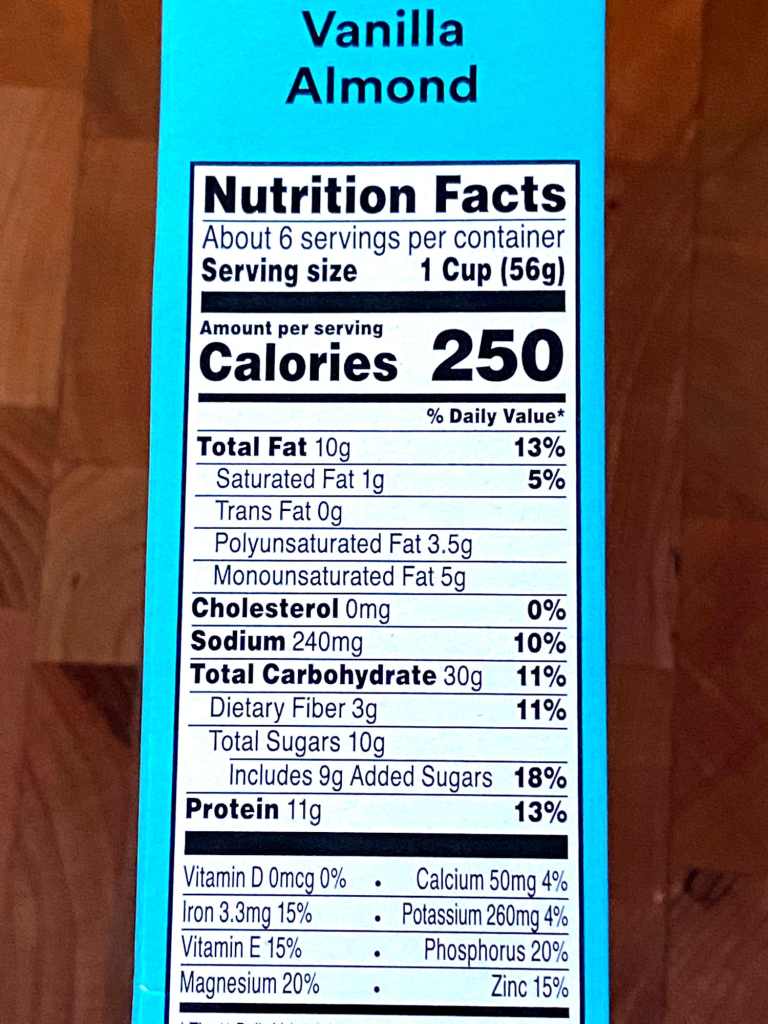 Vanilla
Almond
Nutrition Facts
About 6 servings per container
Serving size 1 Cup (56g)
Amount per serving
Calories 250
% Daily Value*
Total Fat 10g 13%
Saturated Fat 1g 5%
Trans Fat 0g
Polyunsaturated Fat 3.5g
Monounsaturated Fat 5g
Cholesterol 0mg 0%
Sodium 240mg 10%
Total Carbohydrate 30g 11%
Dietary Fiber 3g 11%
Total Sugars 10g
Includes 9g Added Sugars 18%
Protein 11g 13%
Vitamin D 0mcg 0% • Calcium 50mg 4%
Iron 3.3mg 15% • Potassium 260mg 4%
Vitamin E 15% • Phosphorus 20%
Magnesium 20% • Zinc 15%